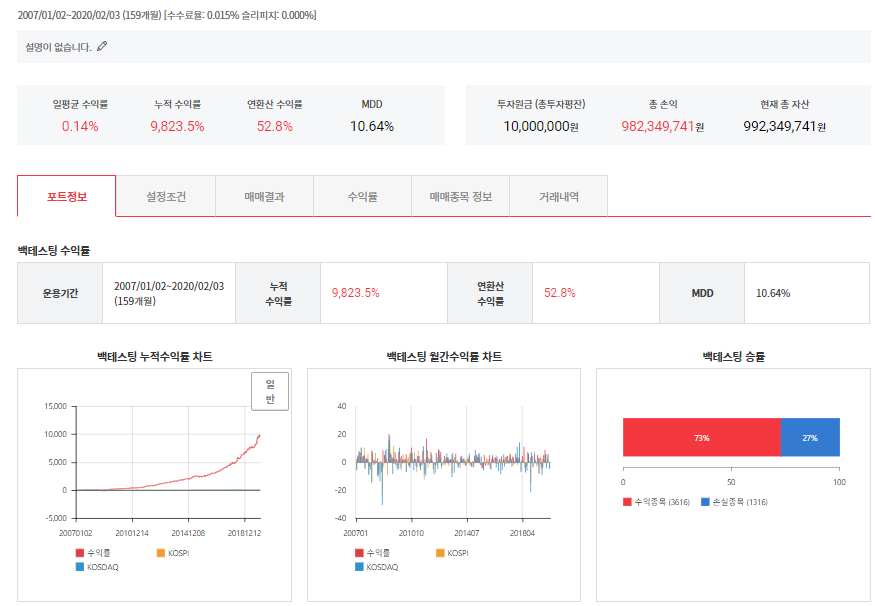 2007/01/02~2020/02/03 (159개월) [수수료율: 0.015% 슬리피지: 0.000%]
설명이 없습니다.
일평균 수익률 누적 수익률 연환산 수익률 MDD 투자원금 (총투자평잔) 총 손익 현재 총 자산
0.14% 9,823.5% 52.8% 10.64% 10,000,000원 982,349,741원 992,349,741원
포트정보 설정조건 매매결과 수익률 매매종목 정보 거래내역
백테스팅 수익률
운용기간 2007/01/02~2020/02/03 (159개월) 누적 수익률 9,823.5% 연환산 수익률 52.8% MDD 10.64%
백테스팅 누적수익률 차트
일반
15,000
10,000
5,000
0
-5,000
20070102 20101214 20141208 20181212
수익률 KOSPI
KOSDAQ
백테스팅 월간수익률 차트
40
20
0
-20
-40
200701 201010 201407 201804
수익률 KOSPI
KOSDAQ
백테스팅 승률
73% 27%
0 50 100
수익종목 (3616) 손실종목 (1316)